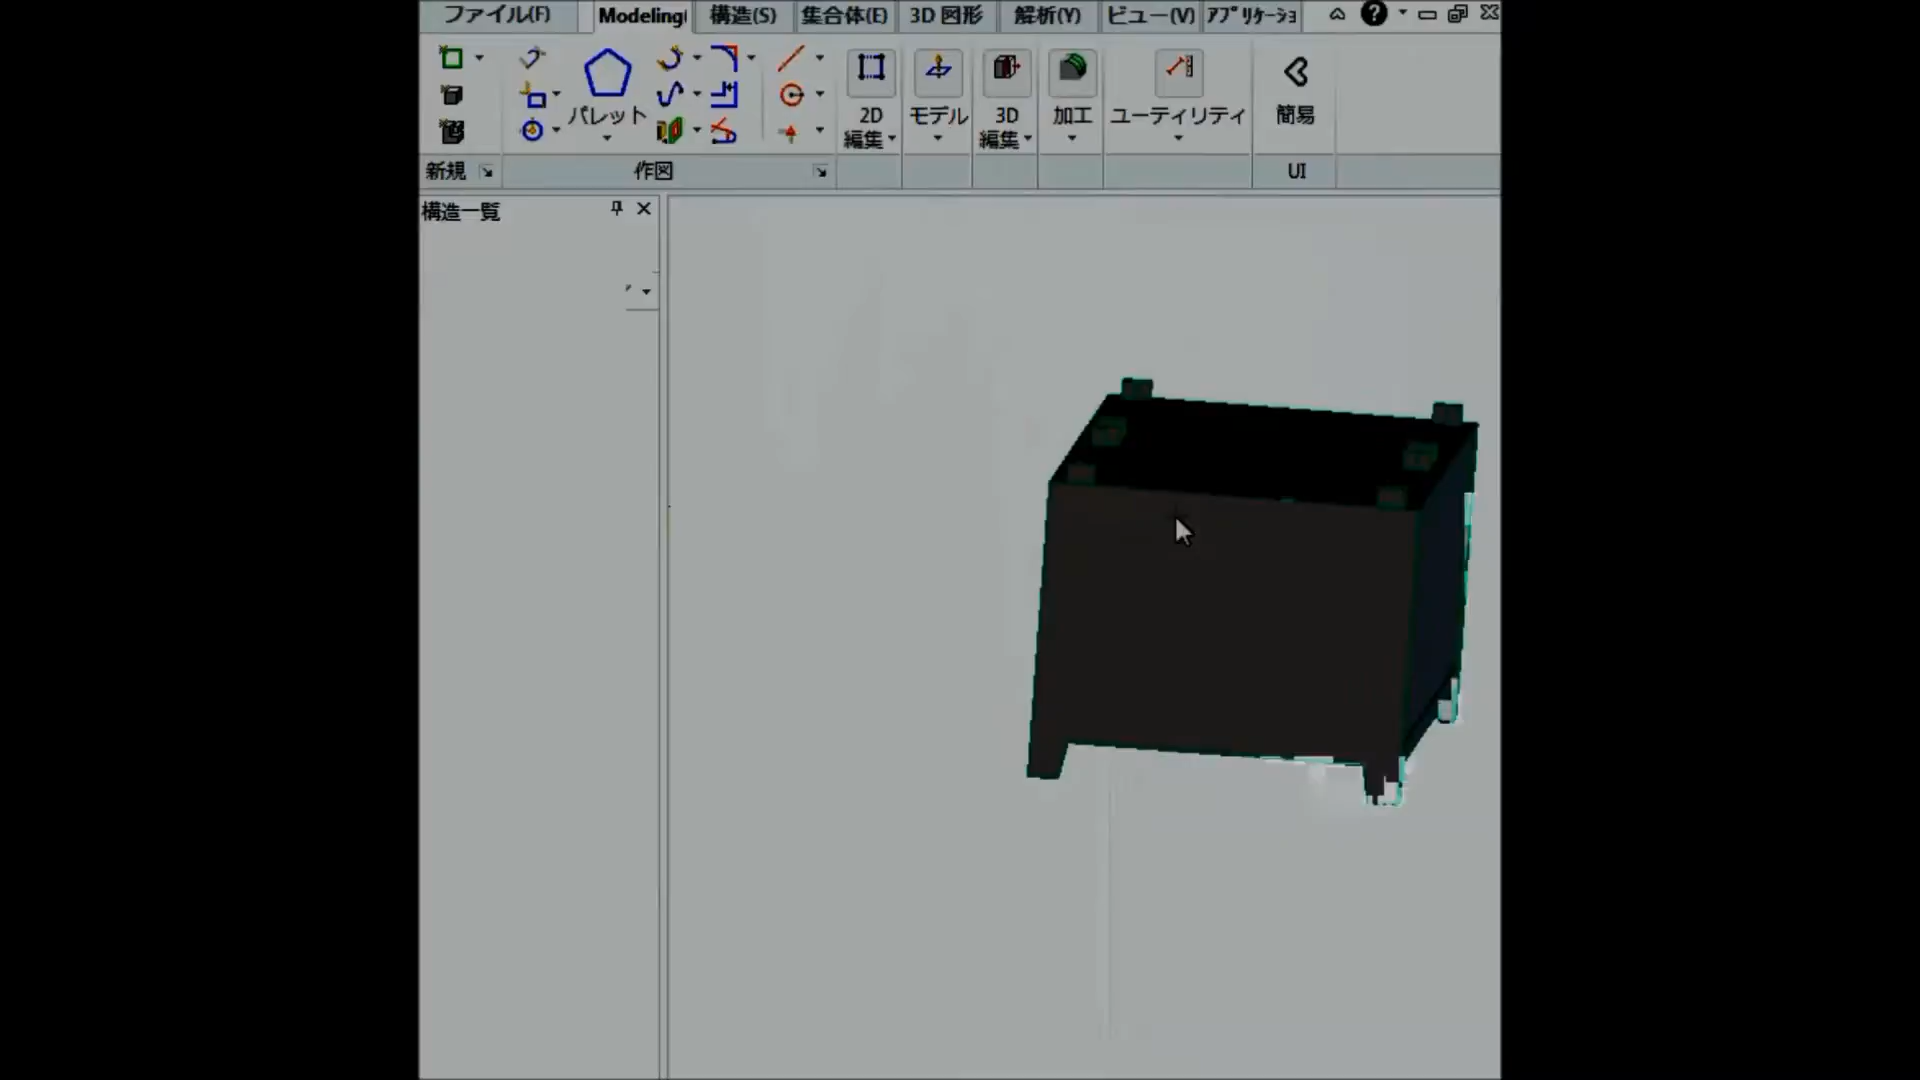 ファイル(F) Modeling( 構造(S) 集合体(E) 3D 図形 解析(Y) ビュー(V) ｱﾌﾟﾘｹｰｼｮ
パレット
2D 編集
モデル
3D 編集
加工
ユーティリティ
簡易
新規 作図 UI
構造一覧